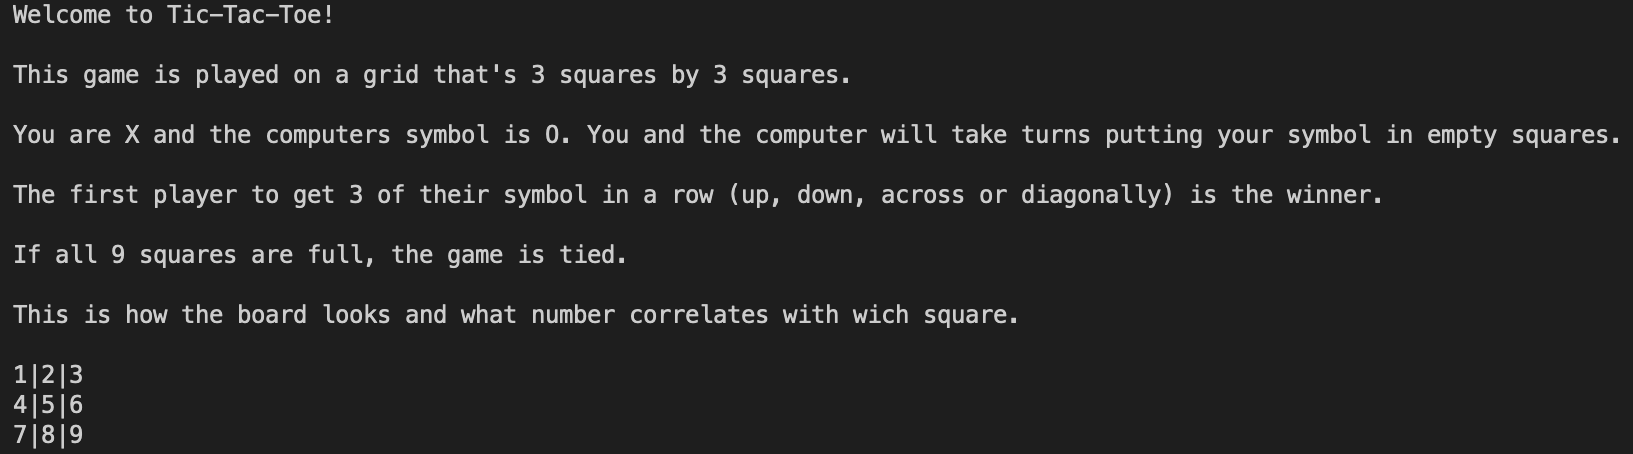 Welcome to Tic-Tac-Toe!
This game is played on a grid that's 3 squares by 3 squares.
You are X and the computers symbol is O. You and the computer will take turns putting your symbol in empty squares.
The first player to get 3 of their symbol in a row (up, down, across or diagonally) is the winner.
If all 9 squares are full, the game is tied.
This is how the board looks and what number correlates with wich square.
1|2|3
4|5|6
7|8|9